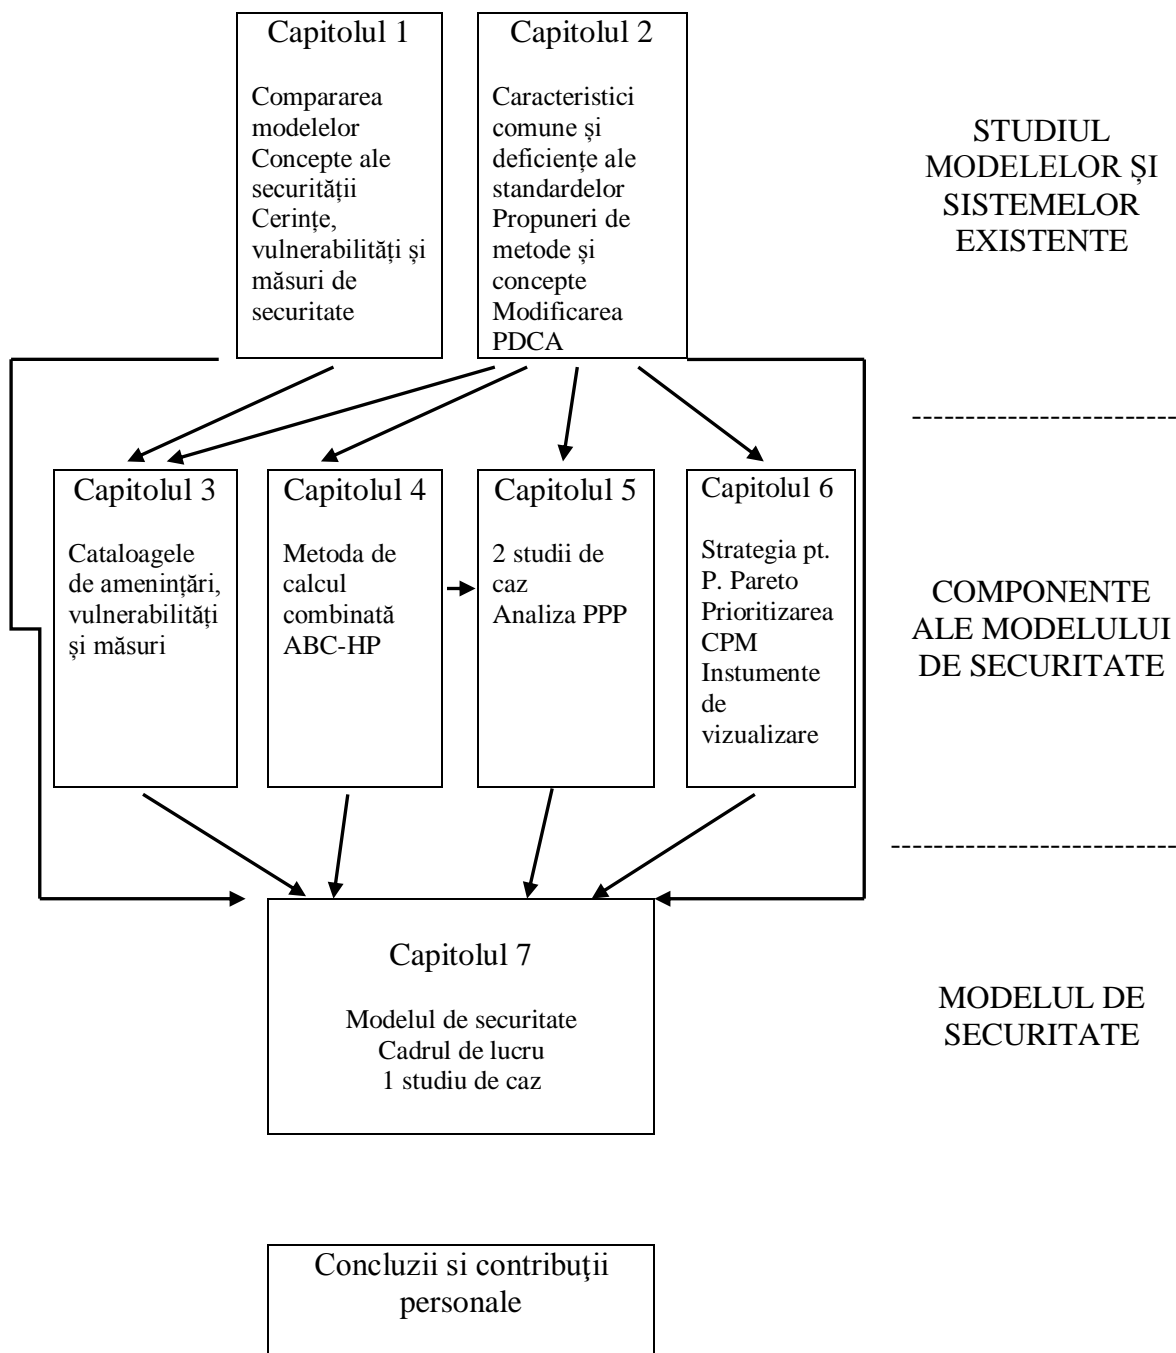 Capitolul 1
Compararea
modelelor
Concepte ale
securității
Cerințe,
vulnerabilități și
măsuri de
securitate
Capitolul 2
Caracteristici
comune și
deficiențe ale
standardelor
Propuneri de
metode și
concepte
Modificarea
PDCA
STUDIUL
MODELELOR ȘI
SISTEMELOR
EXISTENTE
Capitolul 3
Cataloagele
de amenințări,
vulnerabilități
și măsuri
Capitolul 4
Metoda de
calcul
combinată
ABC-HP
Capitolul 5
2 studii de
caz
Analiza PPP
Capitolul 6
Strategia pt.
P. Pareto
Prioritizarea
CPM
Instumente
de
vizualizare
COMPONENTE
ALE MODELULUI
DE SECURITATE
Capitolul 7
Modelul de securitate
Cadrul de lucru
1 studiu de caz
MODELUL DE
SECURITATE
Concluzii si contribuţii
personale